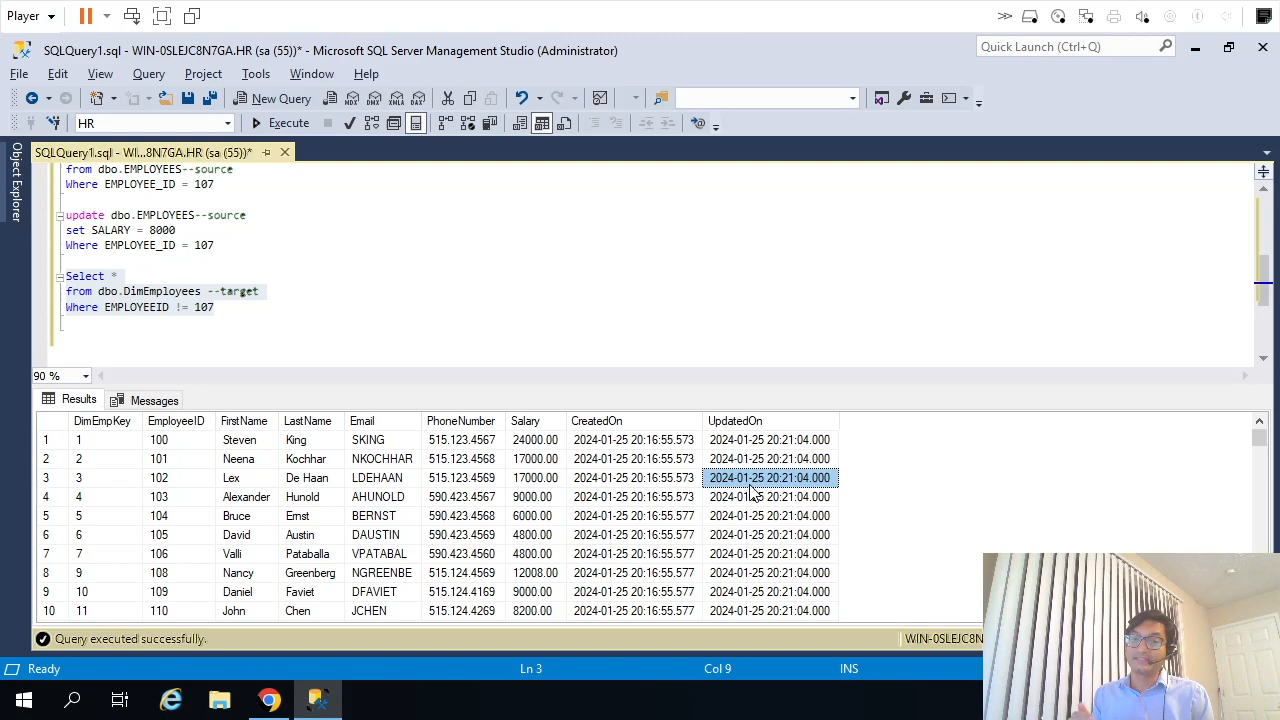 Player
SQLQuery1.sql - WIN-0SLEJC8N7GA.HR (sa (55))* - Microsoft SQL Server Management Studio (Administrator)
Quick Launch (Ctrl+Q)
File Edit View Query Project Tools Window Help
New Query
MDX DMX XMLA DAX
HR
Execute
SQLQuery1.sql - WI...8N7GA.HR (sa (55))*
Object Explorer
from dbo.EMPLOYEES--source
Where EMPLOYEE_ID = 107
update dbo.EMPLOYEES--source
set SALARY = 8000
Where EMPLOYEE_ID = 107
Select *
from dbo.DimEmployees --target
Where EMPLOYEEID != 107
90 %
Results Messages
DimEmpKey EmployeeID FirstName LastName Email PhoneNumber Salary CreatedOn UpdatedOn
1 1 100 Steven King SKING 515.123.4567 24000.00 2024-01-25 20:16:55.573 2024-01-25 20:21:04.000
2 2 101 Neena Kochhar NKOCHHAR 515.123.4568 17000.00 2024-01-25 20:16:55.573 2024-01-25 20:21:04.000
3 3 102 Lex De Haan LDEHAAN 515.123.4569 17000.00 2024-01-25 20:16:55.573 2024-01-25 20:21:04.000
4 4 103 Alexander Hunold AHUNOLD 590.423.4567 9000.00 2024-01-25 20:16:55.573 2024-01-25 20:21:04.000
5 5 104 Bruce Ernst BERNST 590.423.4568 6000.00 2024-01-25 20:16:55.577 2024-01-25 20:21:04.000
6 6 105 David Austin DAUSTIN 590.423.4569 4800.00 2024-01-25 20:16:55.577 2024-01-25 20:21:04.000
7 7 106 Valli Pataballa VPATABAL 590.423.4560 4800.00 2024-01-25 20:16:55.577 2024-01-25 20:21:04.000
8 9 108 Nancy Greenberg NGREENBE 515.124.4569 12008.00 2024-01-25 20:16:55.577 2024-01-25 20:21:04.000
9 10 109 Daniel Faviet DFAVIET 515.124.4169 9000.00 2024-01-25 20:16:55.577 2024-01-25 20:21:04.000
10 11 110 John Chen JCHEN 515.124.4269 8200.00 2024-01-25 20:16:55.577 2024-01-25 20:21:04.000
Query executed successfully.
WIN-0SLEJC8N
Ready Ln 3 Col 9 INS